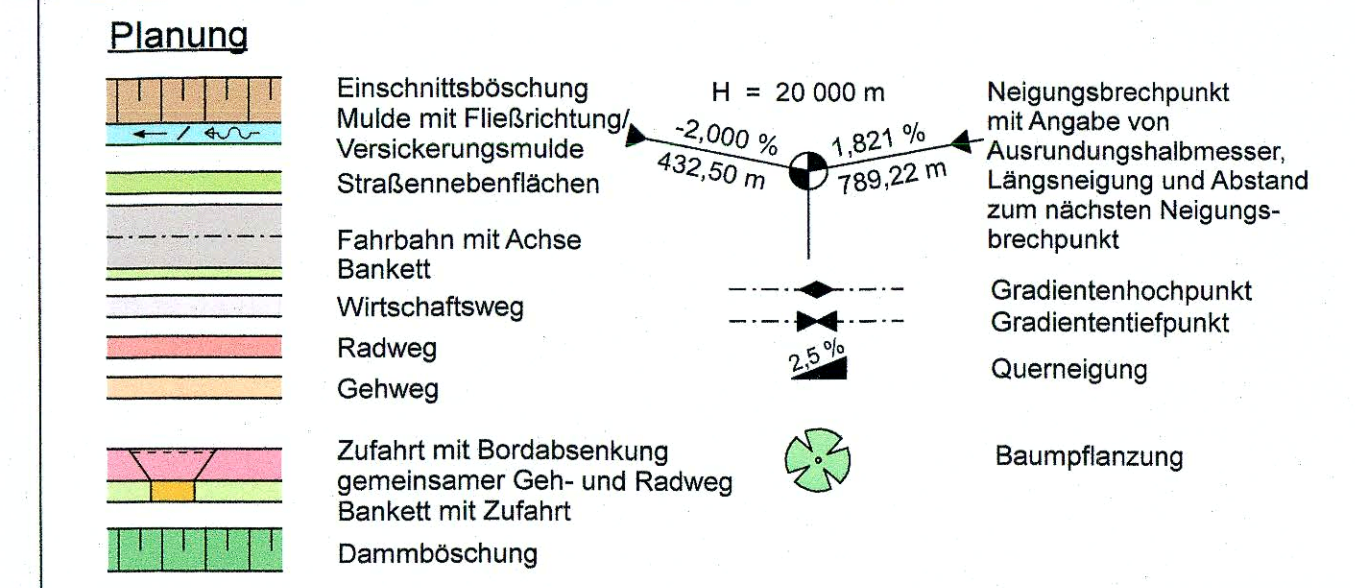 Planung
Einschnittsböschung
Mulde mit Fließrichtung/
Versickerungsmulde
Straßennebenflächen
Fahrbahn mit Achse
Bankett
Wirtschaftsweg
Radweg
Gehweg
Zufahrt mit Bordabsenkung
gemeinsamer Geh- und Radweg
Bankett mit Zufahrt
Dammböschung
H = 20 000 m
-2,000 %
432,50 m
1,821 %
789,22 m
Neigungsbrechpunkt
mit Angabe von
Ausrundungshalbmesser,
Längsneigung und Abstand
zum nächsten Neigungs-
brechpunkt
Gradientenhochpunkt
Gradiententiefpunkt
2,5 %
Querneigung
Baumpflanzung